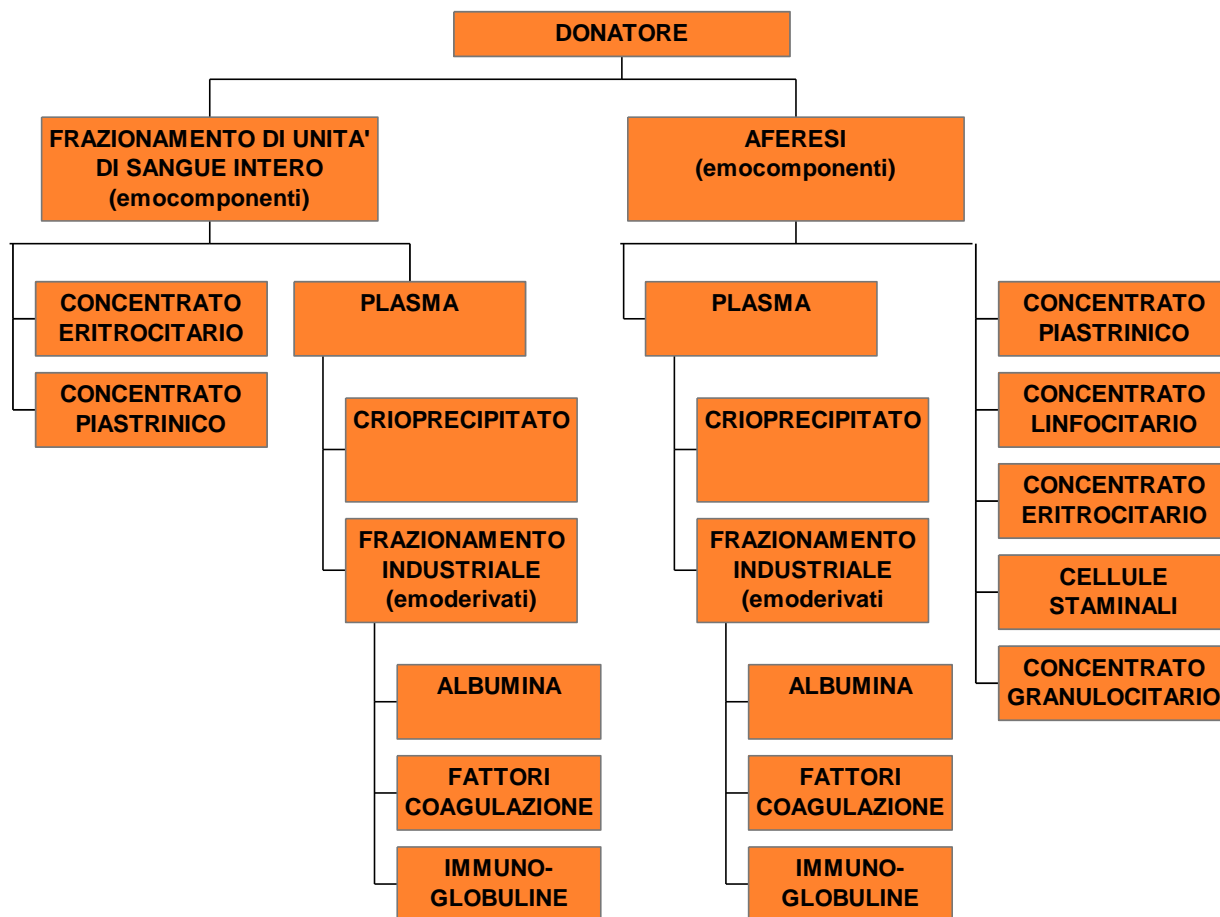 DONATORE
FRAZIONAMENTO DI UNITA'
DI SANGUE INTERO
(emocomponenti)
AFERESI
(emocomponenti)
CONCENTRATO
ERITROCITARIO
CONCENTRATO
PIASTRINICO
PLASMA
CRIOPRECIPITATO
FRAZIONAMENTO
INDUSTRIALE
(emoderivati)
ALBUMINA
FATTORI
COAGULAZIONE
IMMUNO-
GLOBULINE
PLASMA
CRIOPRECIPITATO
FRAZIONAMENTO
INDUSTRIALE
(emoderivati
ALBUMINA
FATTORI
COAGULAZIONE
IMMUNO-
GLOBULINE
CONCENTRATO
PIASTRINICO
CONCENTRATO
LINFOCITARIO
CONCENTRATO
ERITROCITARIO
CELLULE
STAMINALI
CONCENTRATO
GRANULOCITARIO